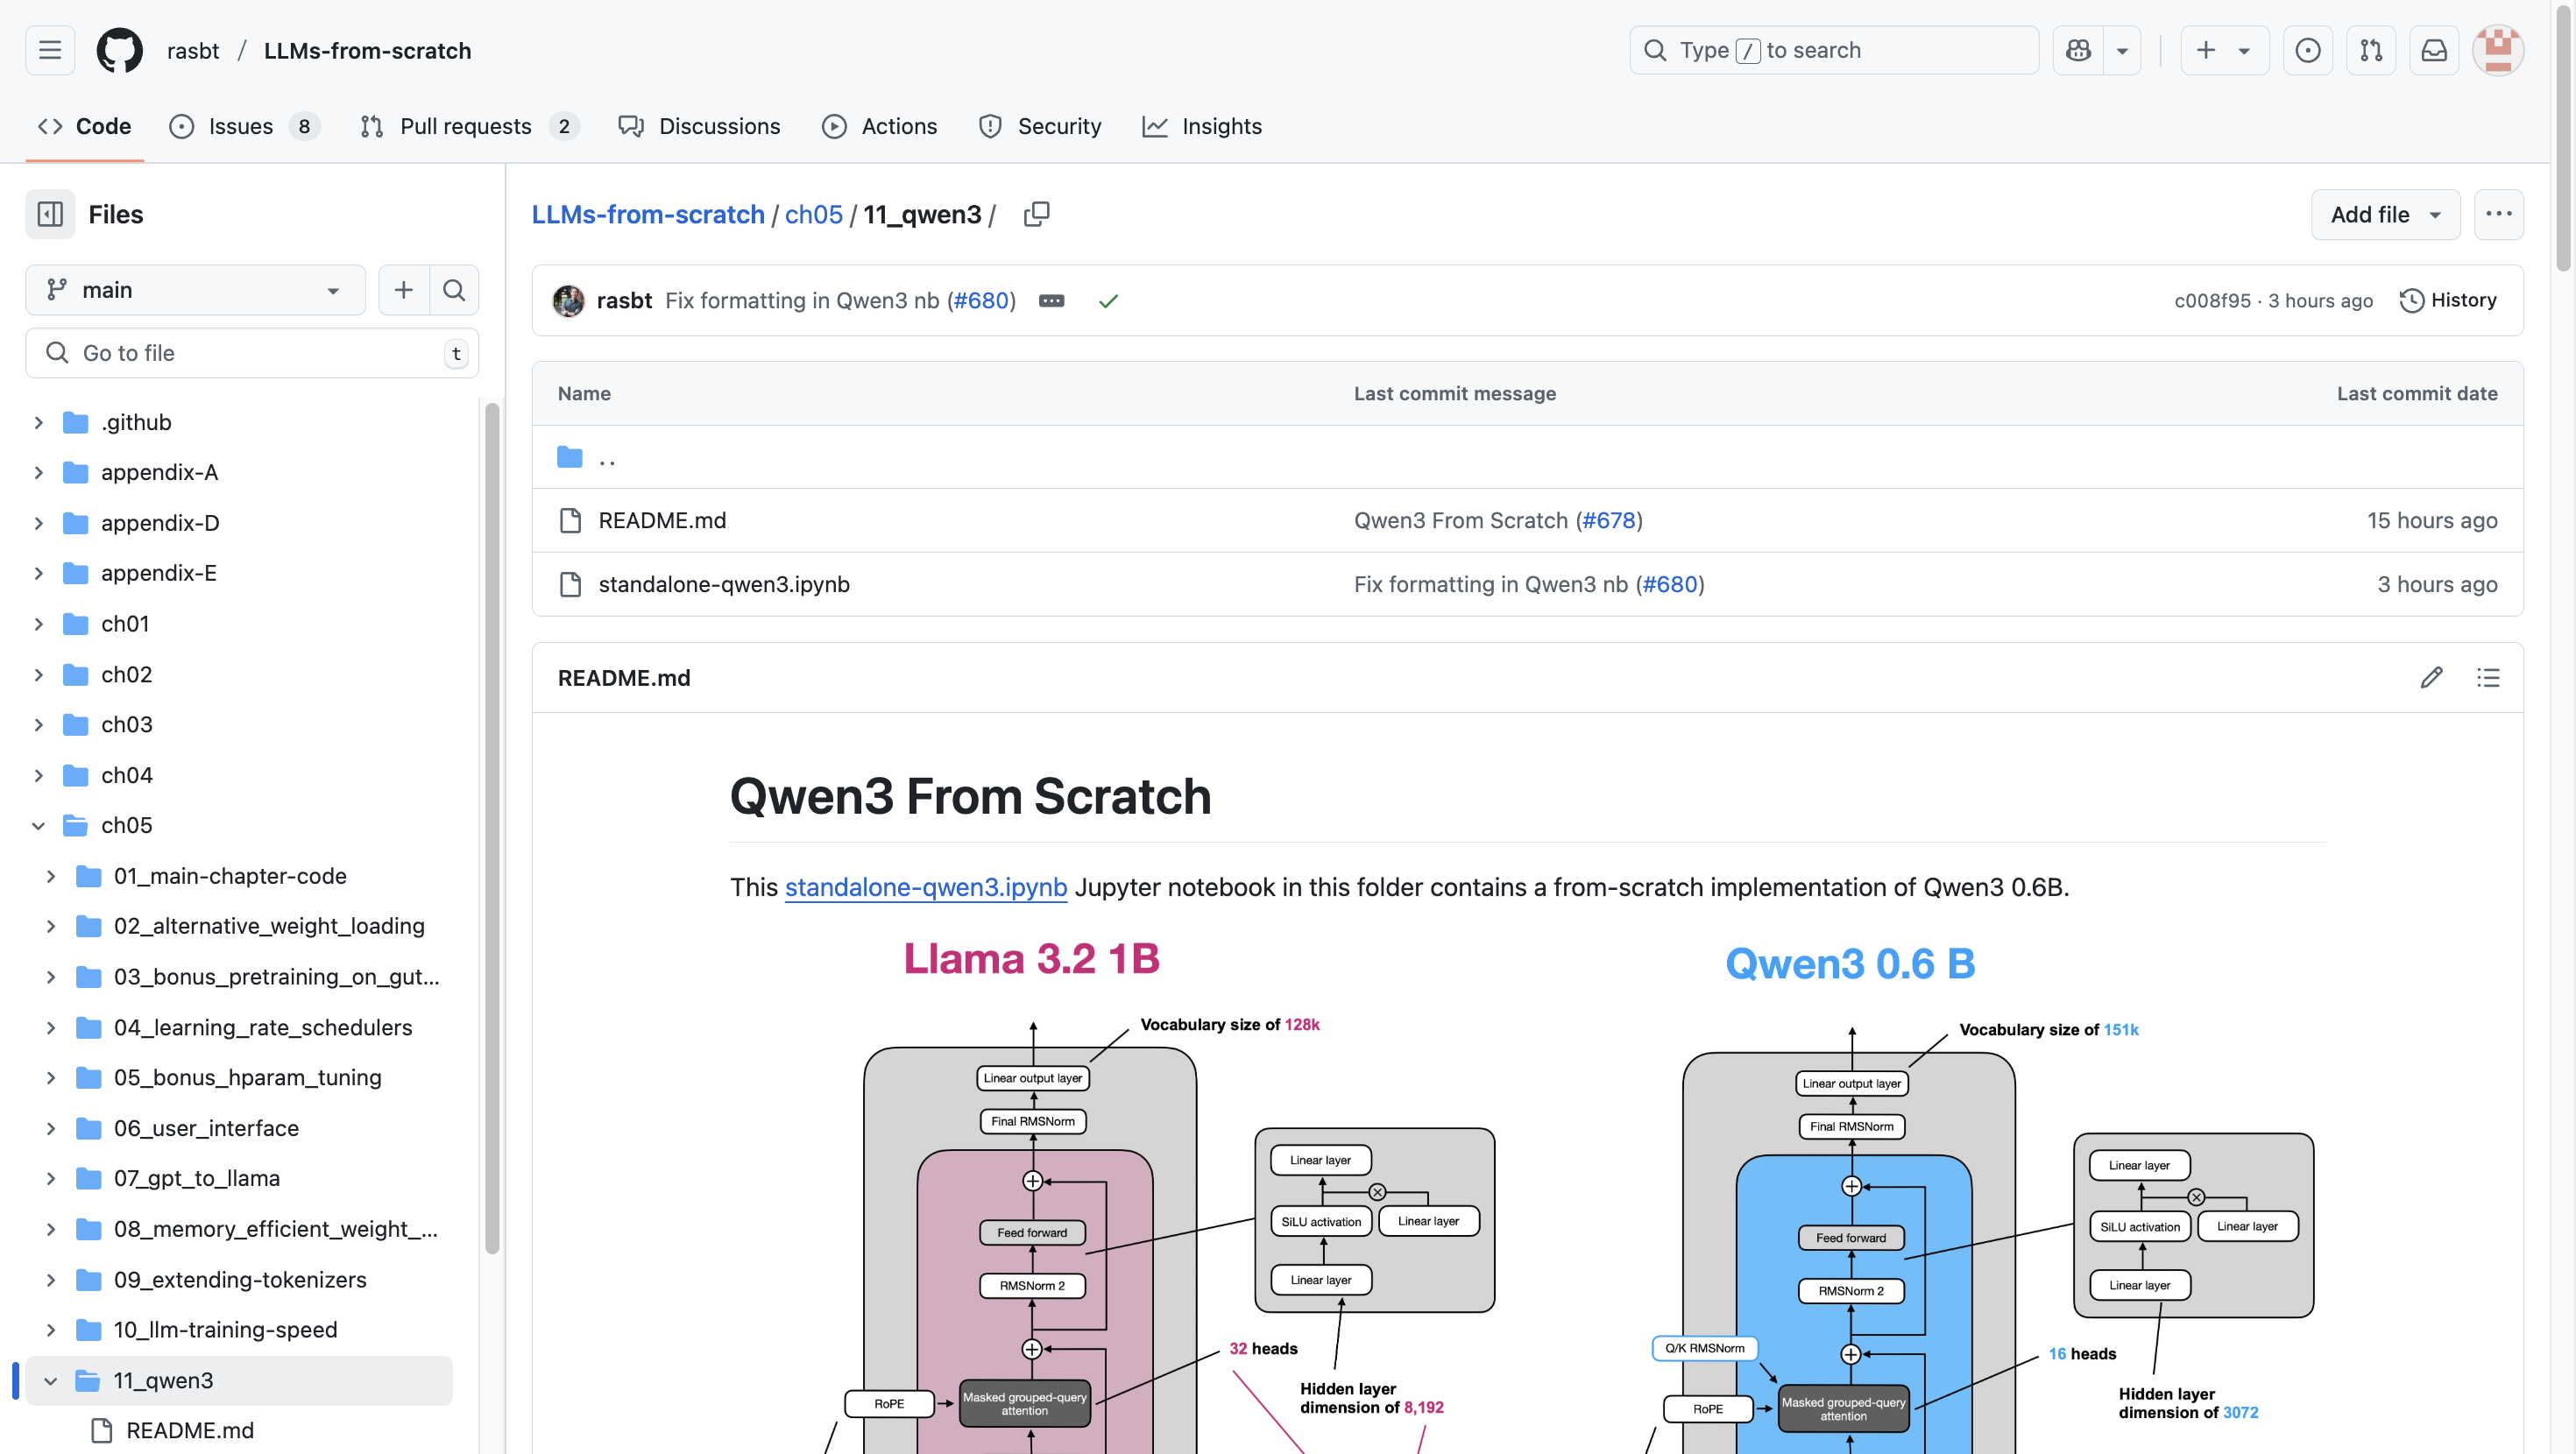 rasbt / LLMs-from-scratch
Type / to search
Code
Issues 8
Pull requests 2
Discussions
Actions
Security
Insights
Files
main
Go to file t
.github
appendix-A
appendix-D
appendix-E
ch01
ch02
ch03
ch04
ch05
01_main-chapter-code
02_alternative_weight_loading
03_bonus_pretraining_on_gut...
04_learning_rate_schedulers
05_bonus_hparam_tuning
06_user_interface
07_gpt_to_llama
08_memory_efficient_weight_...
09_extending-tokenizers
10_llm-training-speed
11_qwen3
README.md
LLMs-from-scratch / ch05 / 11_qwen3 /
Add file
rasbt Fix formatting in Qwen3 nb (#680)
c008f95 · 3 hours ago
History
Name Last commit message Last commit date
..
README.md Qwen3 From Scratch (#678) 15 hours ago
standalone-qwen3.ipynb Fix formatting in Qwen3 nb (#680) 3 hours ago
README.md
Qwen3 From Scratch
This standalone-qwen3.ipynb Jupyter notebook in this folder contains a from-scratch implementation of Qwen3 0.6B.
Llama 3.2 1B
Vocabulary size of 128k
Linear output layer
Final RMSNorm
Feed forward
RMSNorm 2
Masked grouped-query
attention
RoPE
Linear layer
SiLU activation
Linear layer
Linear layer
32 heads
Hidden layer
dimension of 8,192
Qwen3 0.6 B
Vocabulary size of 151k
Linear output layer
Final RMSNorm
Feed forward
RMSNorm 2
Q/K RMSNorm
Masked grouped-query
attention
RoPE
Linear layer
SiLU activation
Linear layer
Linear layer
16 heads
Hidden layer
dimension of 3072